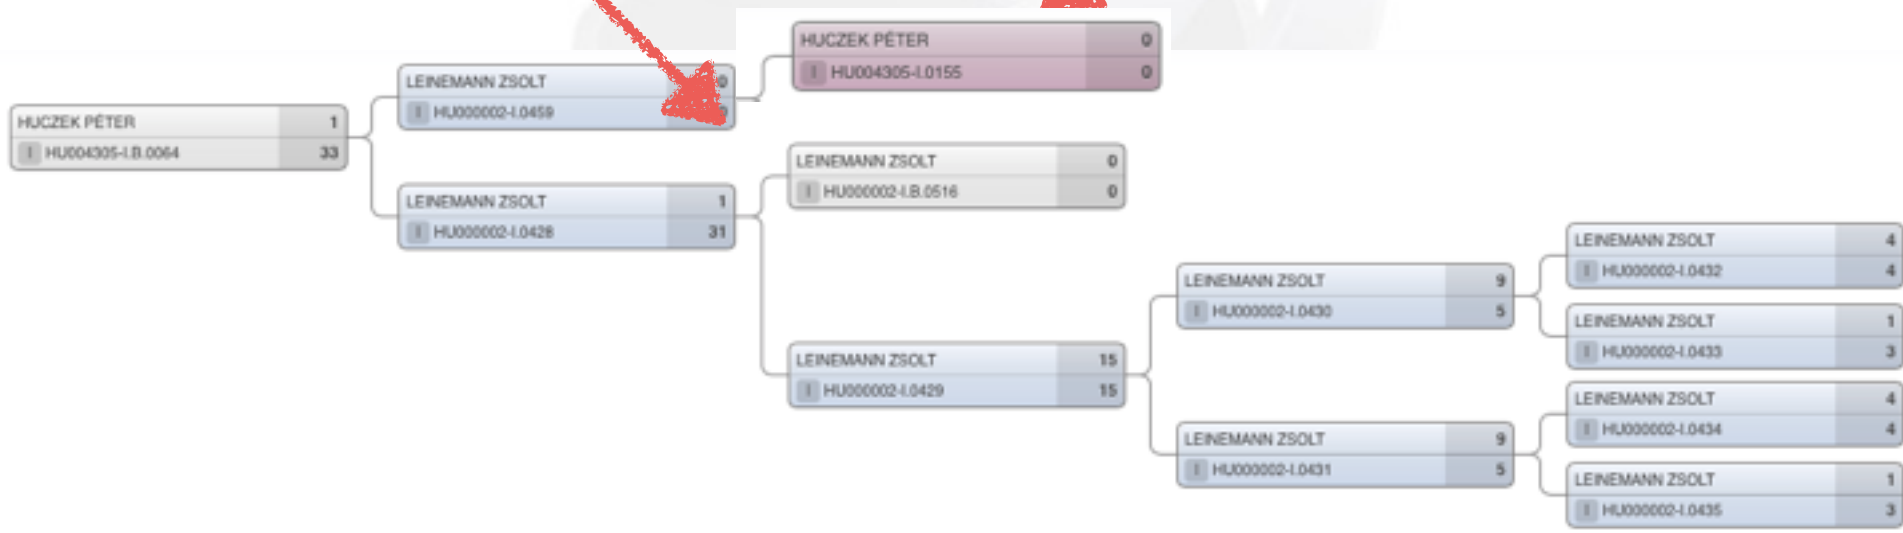 HUCZEK PÉTER 1
I HU004305-I.B.0064 33
LEINEMANN ZSOLT 0
I HU000002-I.0459
LEINEMANN ZSOLT 1
I HU000002-I.0428 31
HUCZEK PÉTER 0
I HU004305-I.0155 0
LEINEMANN ZSOLT 0
I HU000002-I.B.0516 0
LEINEMANN ZSOLT 15
I HU000002-I.0429 15
LEINEMANN ZSOLT 9
I HU000002-I.0430 5
LEINEMANN ZSOLT 9
I HU000002-I.0431 5
LEINEMANN ZSOLT 4
I HU000002-I.0432 4
LEINEMANN ZSOLT 1
I HU000002-I.0433 3
LEINEMANN ZSOLT 4
I HU000002-I.0434 4
LEINEMANN ZSOLT 1
I HU000002-I.0435 3